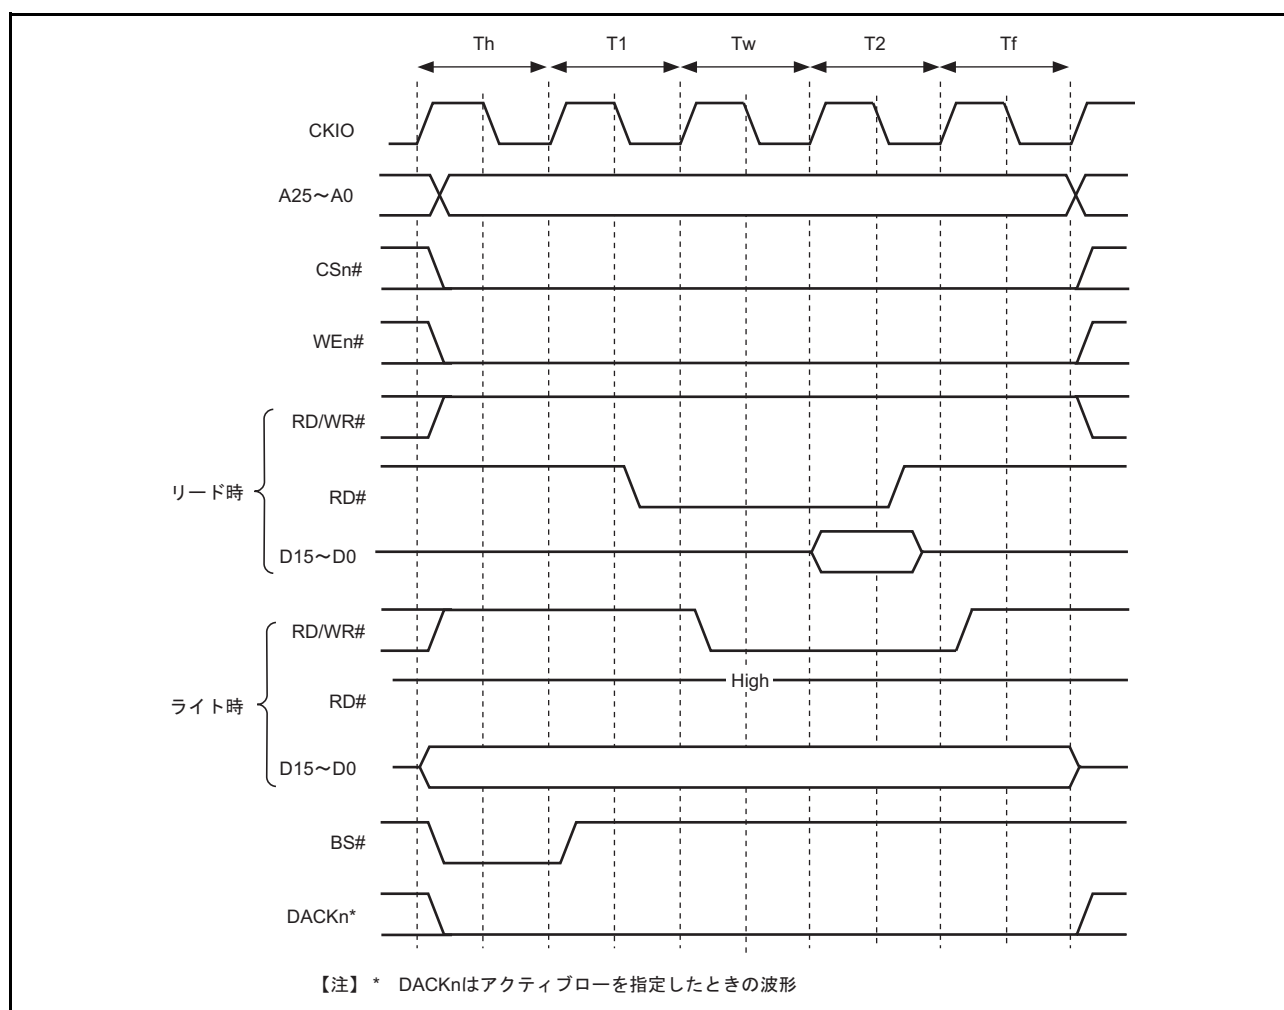 Th T1 Tw T2 Tf
CKIO
A25～A0
CSn#
WEn#
RD/WR#
リード時
RD#
D15～D0
RD/WR#
High
ライト時
RD#
D15～D0
BS#
DACKn*
【注】 * DACKnはアクティブローを指定したときの波形